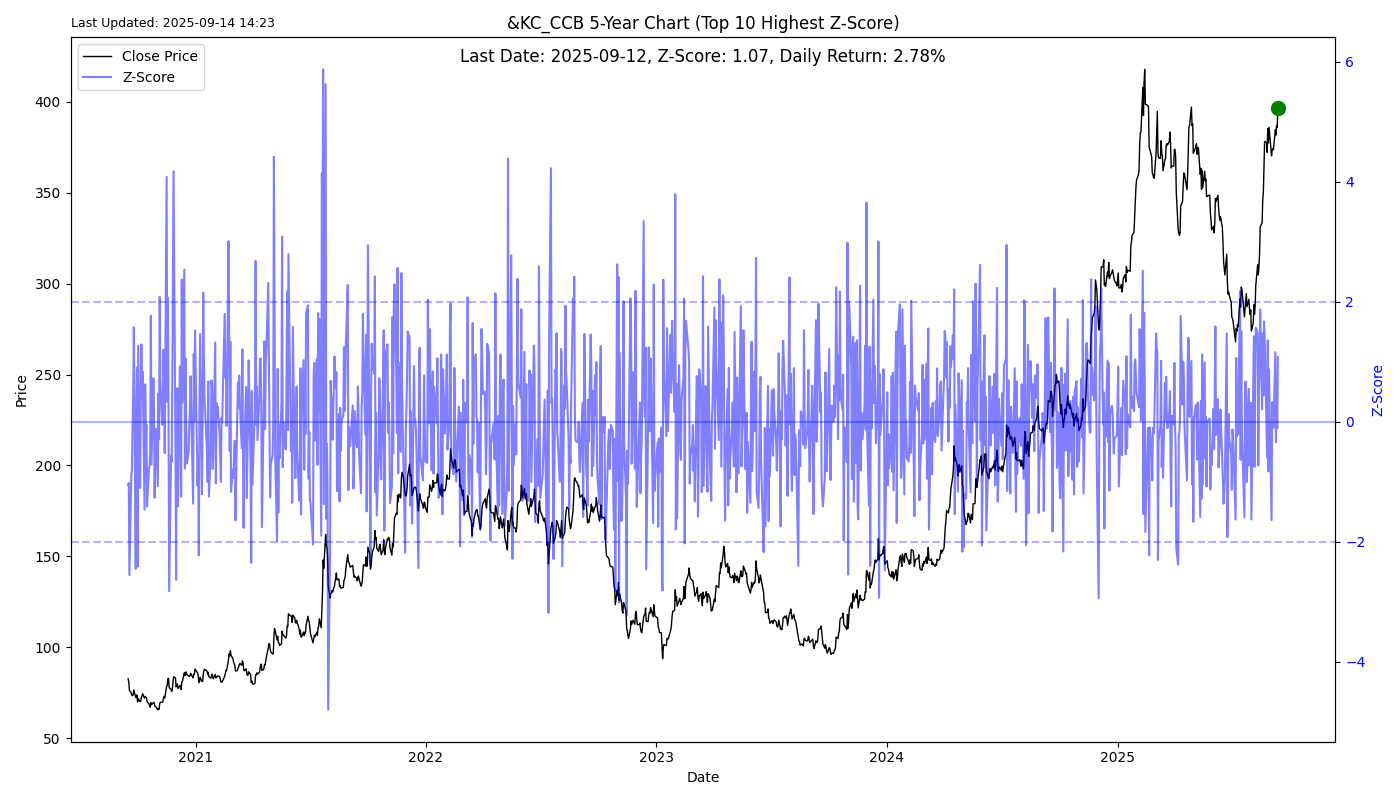 Last Updated: 2025-09-14 14:23
&KC_CCB 5-Year Chart (Top 10 Highest Z-Score)
Last Date: 2025-09-12, Z-Score: 1.07, Daily Return: 2.78%
Close Price
Z-Score
400
350
300
250
200
150
100
50
Price
6
4
2
0
−2
−4
Z-Score
2021
2022
2023
2024
2025
Date